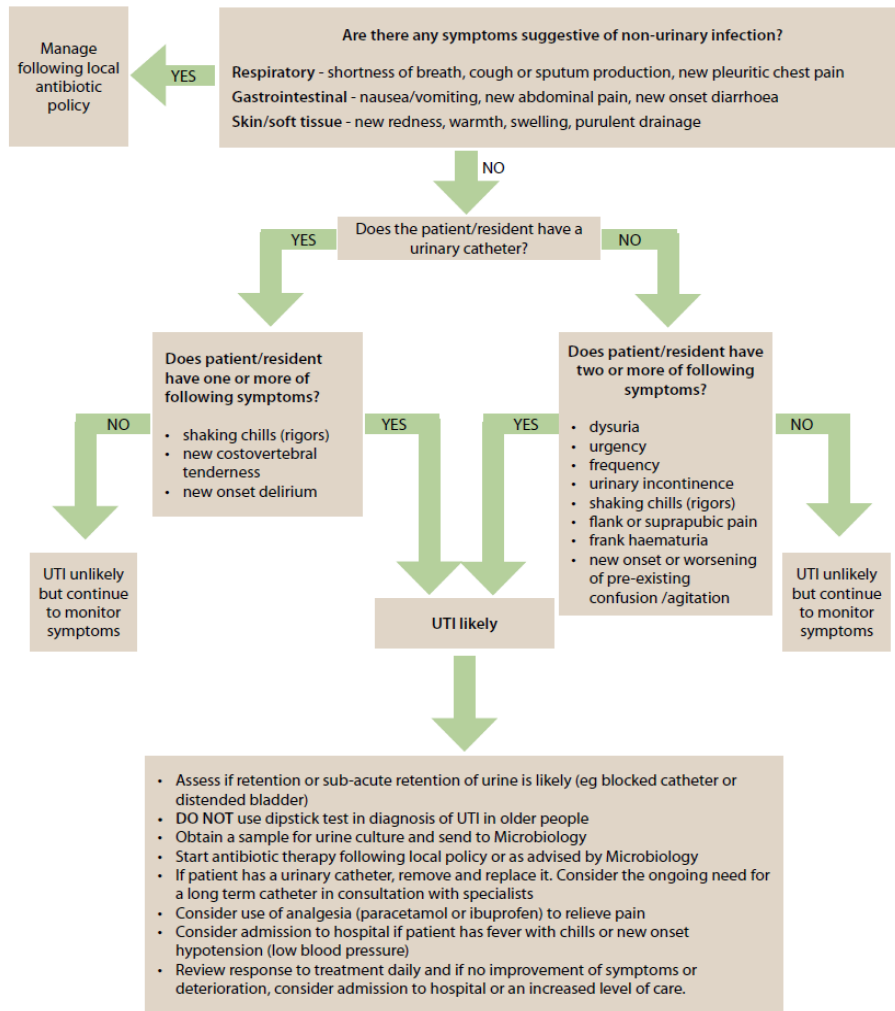 Manage
following local
antibiotic
policy
YES
Are there any symptoms suggestive of non-urinary infection?
Respiratory - shortness of breath, cough or sputum production, new pleuritic chest pain
Gastrointestinal - nausea/vomiting, new abdominal pain, new onset diarrhoea
Skin/soft tissue - new redness, warmth, swelling, purulent drainage
NO
Does the patient/resident have a
urinary catheter?
YES
NO
Does patient/resident
have one or more of
following symptoms?
• shaking chills (rigors)
• new costovertebral
tenderness
• new onset delirium
NO
YES
Does patient/resident have
two or more of following
symptoms?
• dysuria
• urgency
• frequency
• urinary incontinence
• shaking chills (rigors)
• flank or suprapubic pain
• frank haematuria
• new onset or worsening
of pre-existing
confusion /agitation
YES
NO
UTI unlikely
but continue
to monitor
symptoms
UTI likely
UTI unlikely
but continue
to monitor
symptoms
• Assess if retention or sub-acute retention of urine is likely (eg blocked catheter or
distended bladder)
• DO NOT use dipstick test in diagnosis of UTI in older people
• Obtain a sample for urine culture and send to Microbiology
• Start antibiotic therapy following local policy or as advised by Microbiology
• If patient has a urinary catheter, remove and replace it. Consider the ongoing need for
a long term catheter in consultation with specialists
• Consider use of analgesia (paracetamol or ibuprofen) to relieve pain
• Consider admission to hospital if patient has fever with chills or new onset
hypotension (low blood pressure)
• Review response to treatment daily and if no improvement of symptoms or
deterioration, consider admission to hospital or an increased level of care.